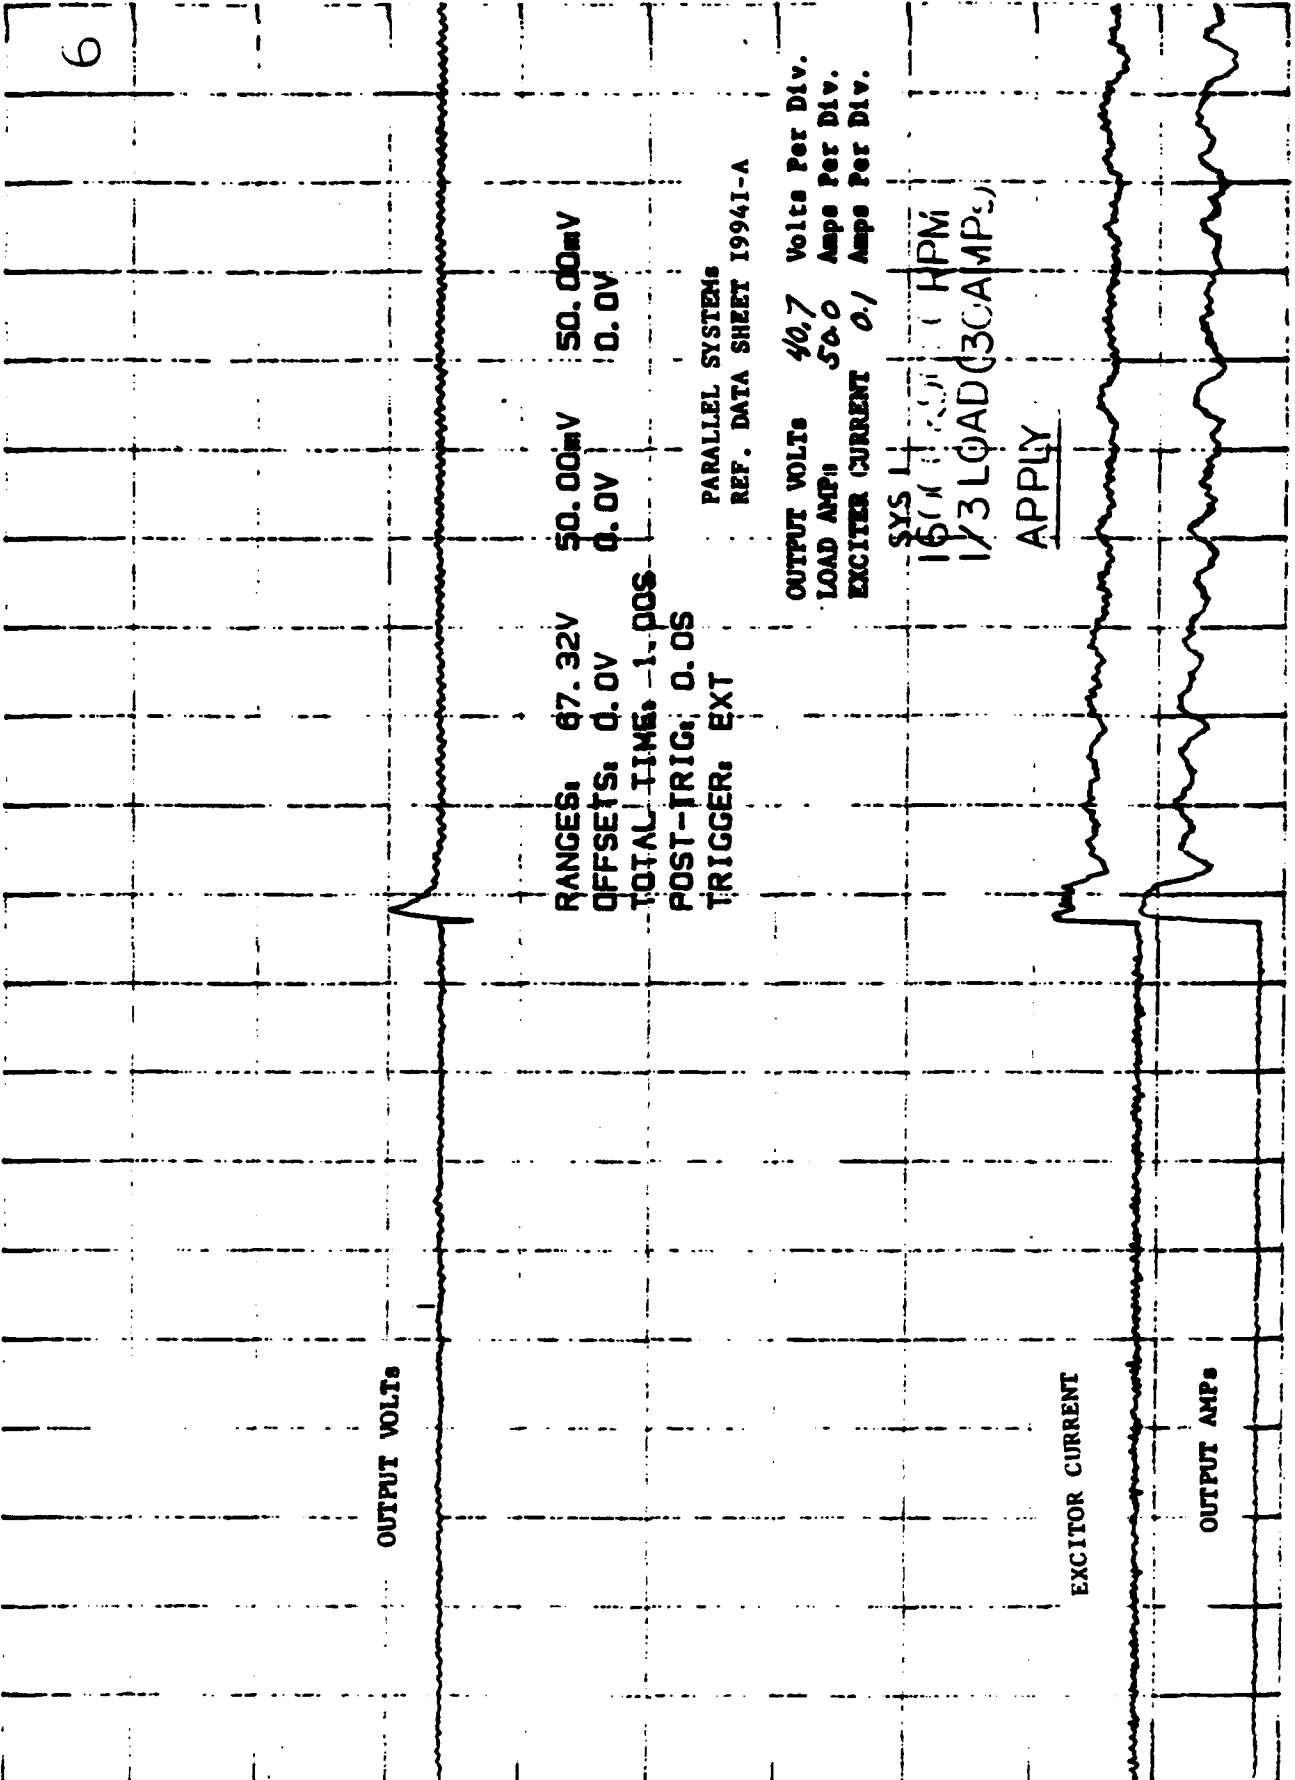 6
RANGES: 67.32V 50.00mV 50.00mV
OFFSETS: 0.0V 0.0V 0.0V
TOTAL TIME: 1.00S
POST-TRIG: 0.0S
TRIGGER: EXT
PARALLEL SYSTEMs
REF. DATA SHEET I994I-A
OUTPUT VOLTs 40.7 Volts Per Div.
LOAD AMPs 50.0 Amps Per Div.
EXCITER CURRENT 0.1 Amps Per Div.
SYS I
RPM
1/3 LOAD (30AMPs)
APPLY
OUTPUT VOLTs
EXCITOR CURRENT
OUTPUT AMPs